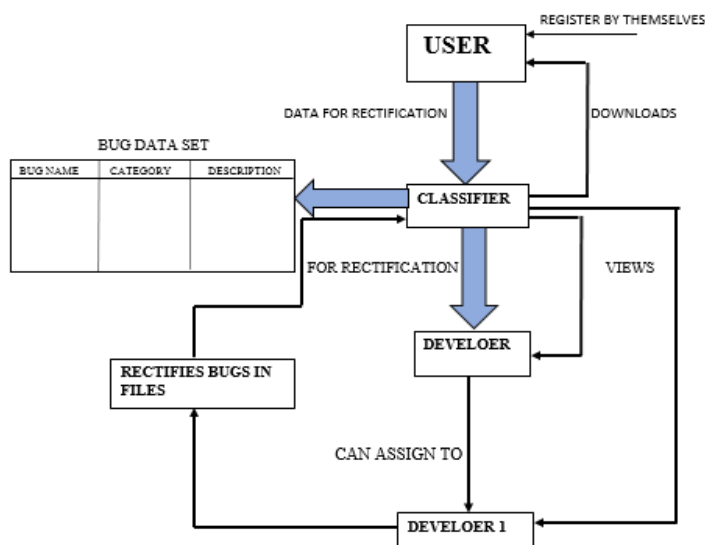 REGISTER BY THEMSELVES
USER
DATA FOR RECTIFICATION
DOWNLOADS
BUG DATA SET
BUG NAME CATEGORY DESCRIPTION
CLASSIFIER
FOR RECTIFICATION
VIEWS
DEVELOER
RECTIFIES BUGS IN
FILES
CAN ASSIGN TO
DEVELOER 1